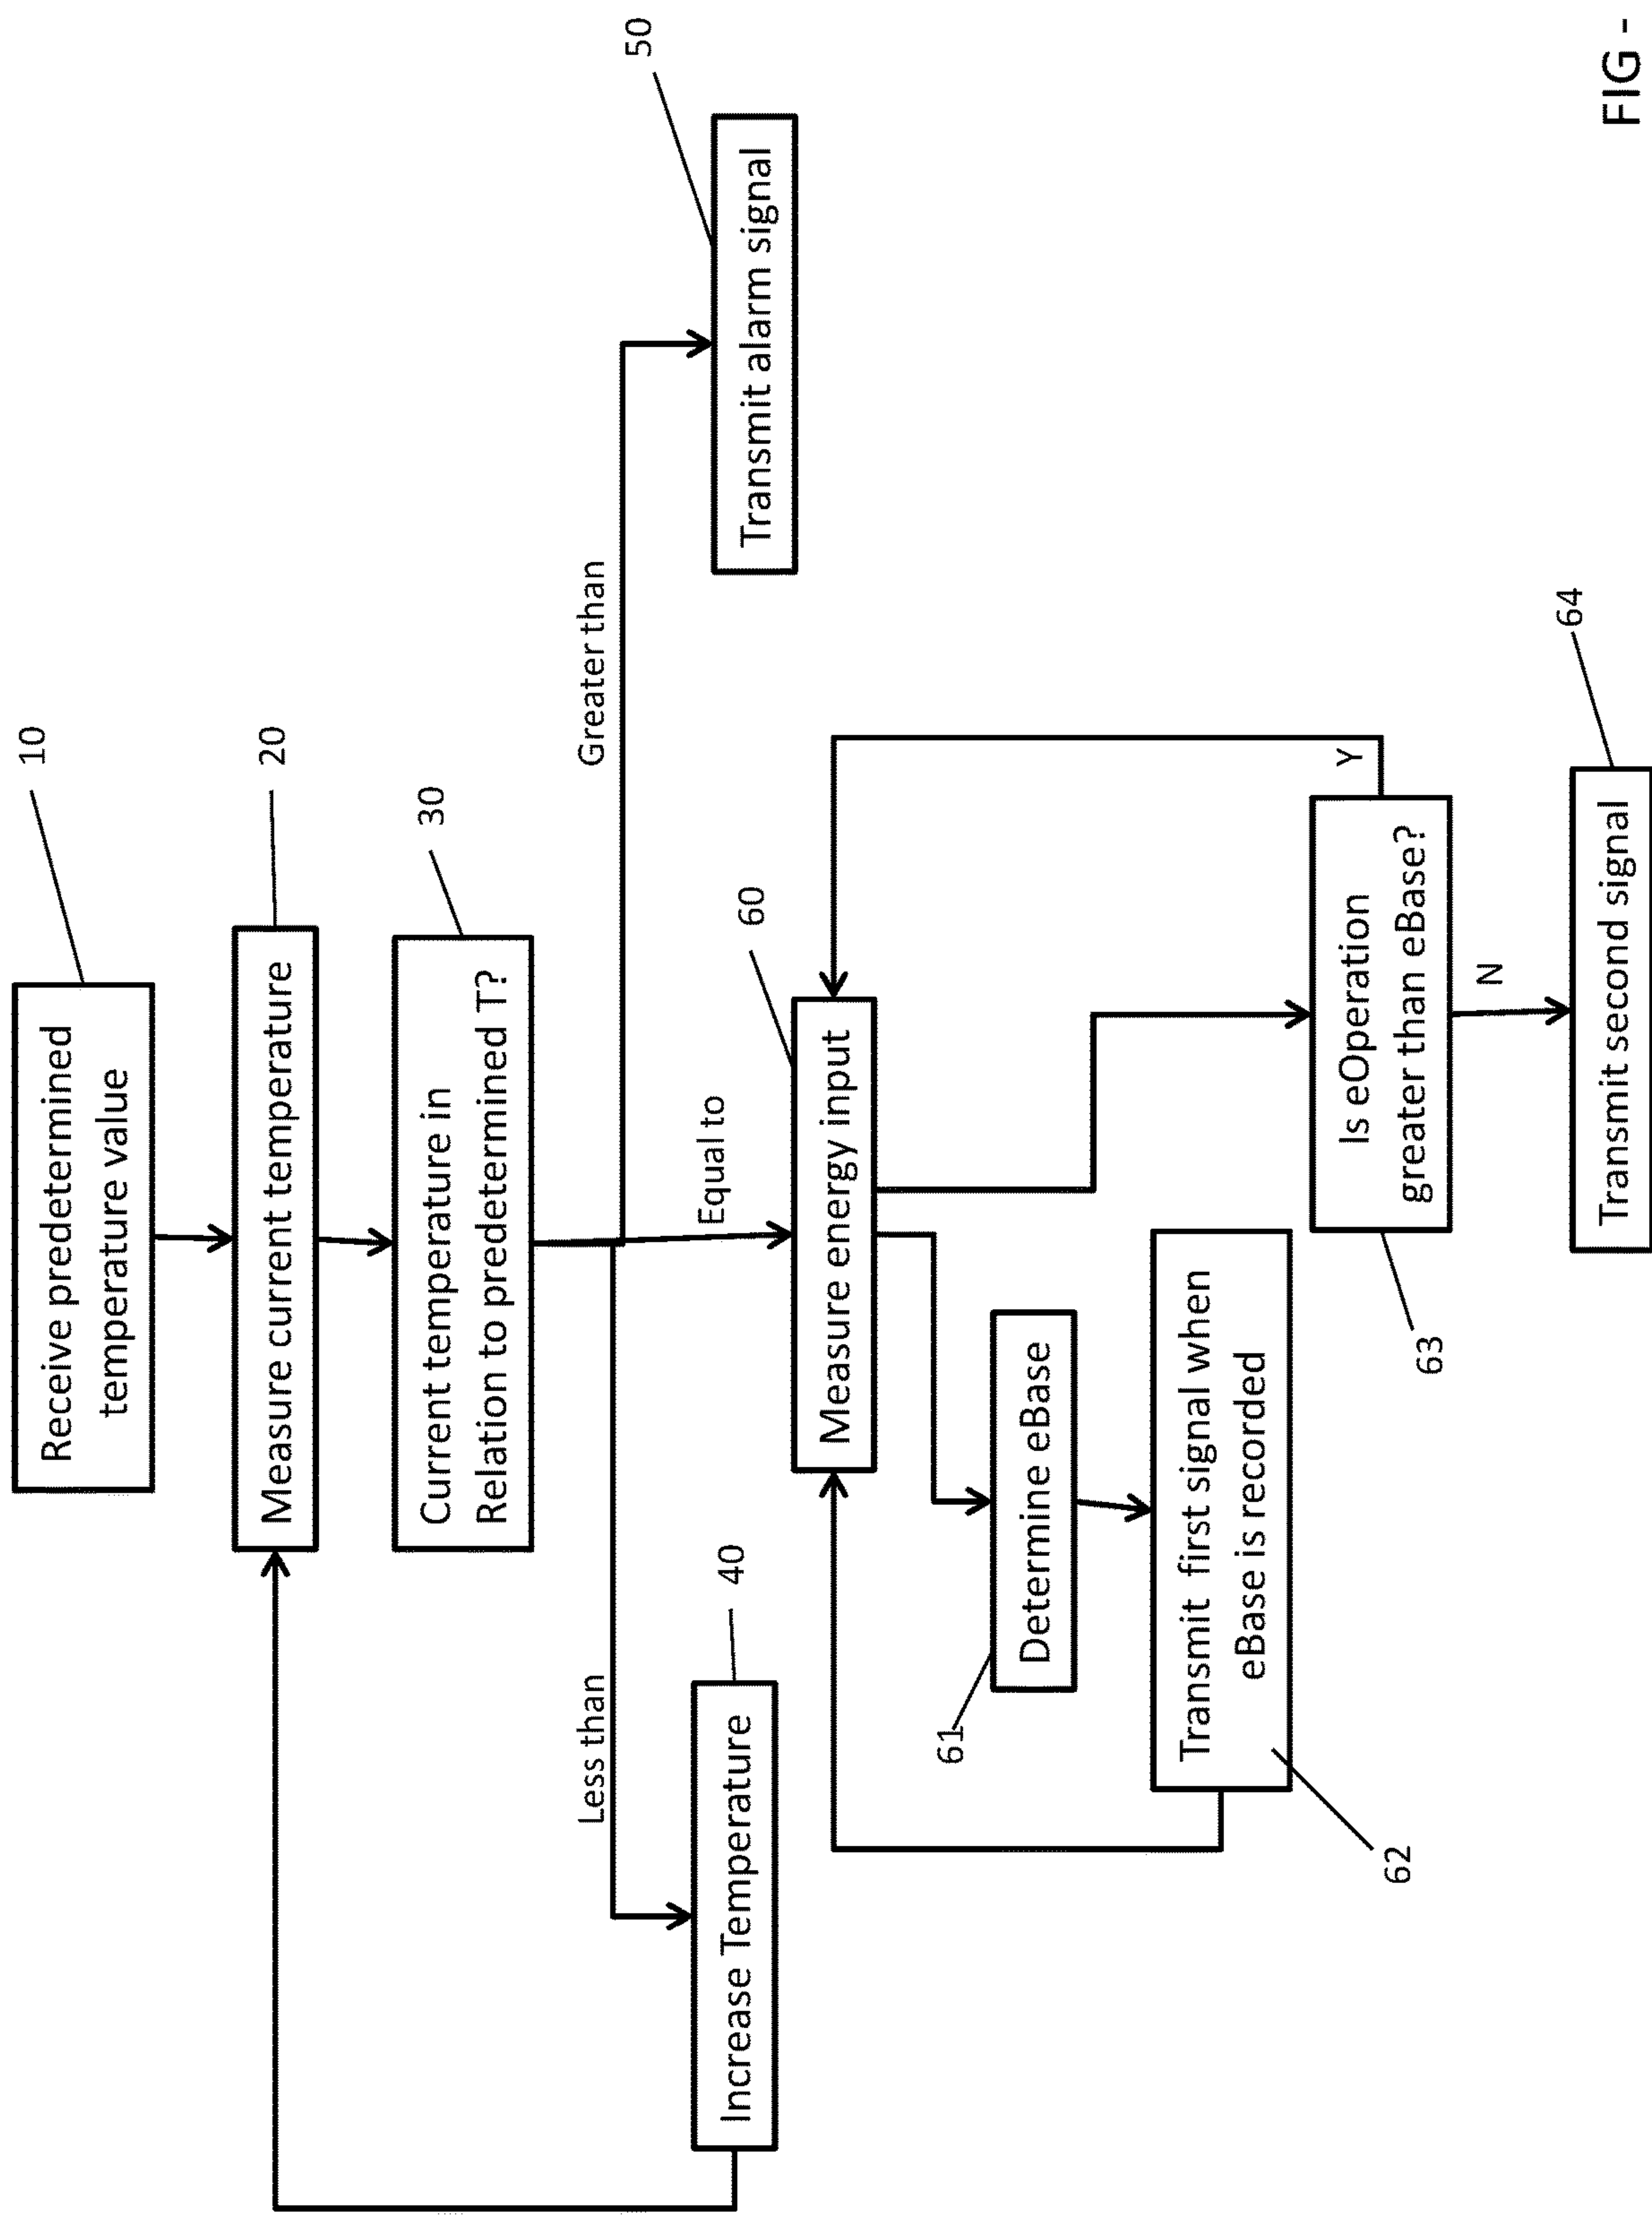 10
Receive predetermined
temperature value
20
Measure current temperature
30
Current temperature in
Relation to predetermined T?
Less than
Greater than
Equal to
40
Increase Temperature
50
Transmit alarm signal
60
Measure energy input
61
Determine eBase
Transmit first signal when
eBase is recorded
62
Y
Is eOperation
greater than eBase?
63
N
64
Transmit second signal
FIG -